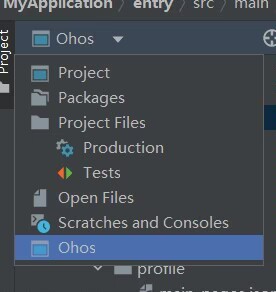 MyApplication › entry › src › main
Project
Ohos
Project
Packages
Project Files
Production
Tests
Open Files
Scratches and Consoles
Ohos
profile